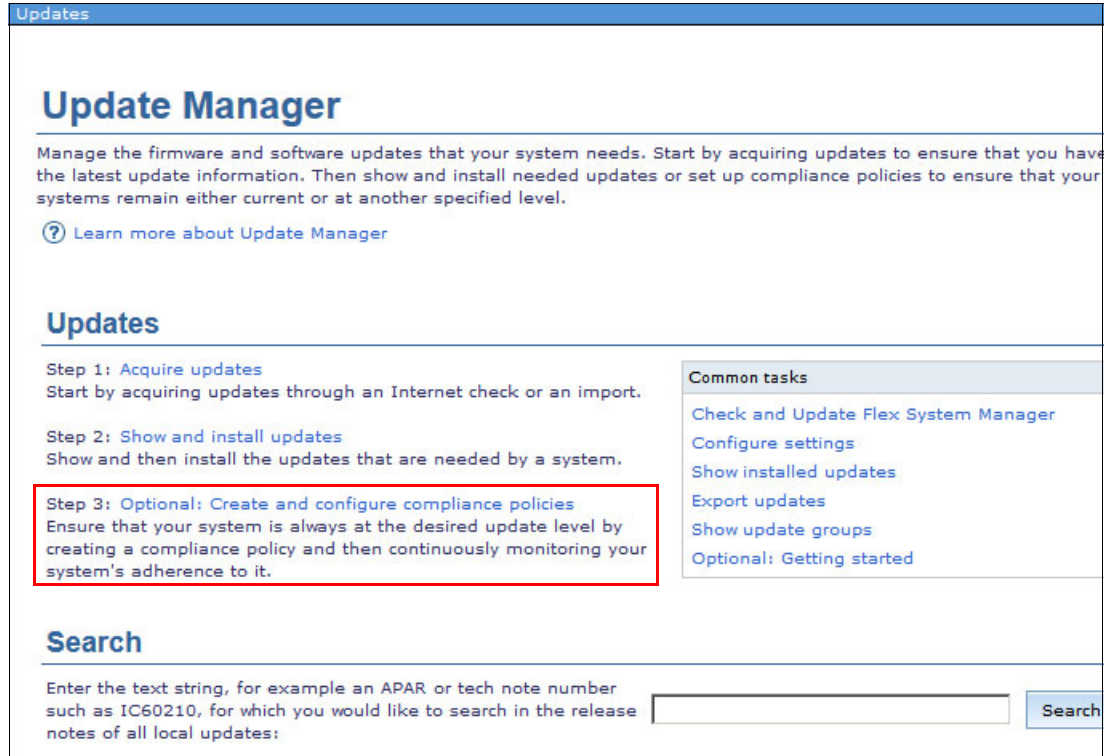 Updates
Update Manager
Manage the firmware and software updates that your system needs. Start by acquiring updates to ensure that you have
the latest update information. Then show and install needed updates or set up compliance policies to ensure that your
systems remain either current or at another specified level.
? Learn more about Update Manager
Updates
Step 1: Acquire updates
Start by acquiring updates through an Internet check or an import.
Step 2: Show and install updates
Show and then install the updates that are needed by a system.
Step 3: Optional: Create and configure compliance policies
Ensure that your system is always at the desired update level by
creating a compliance policy and then continuously monitoring your
system's adherence to it.
Common tasks
Check and Update Flex System Manager
Configure settings
Show installed updates
Export updates
Show update groups
Optional: Getting started
Search
Enter the text string, for example an APAR or tech note number
such as IC60210, for which you would like to search in the release
notes of all local updates:
Search